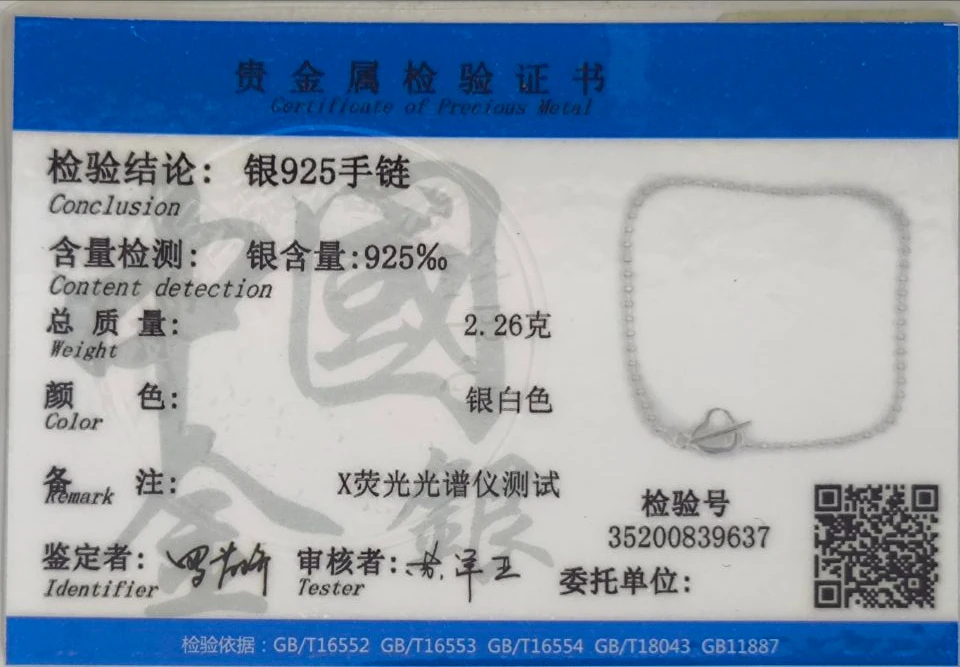 贵金属检验证书
Certificate of Precious Metal
检验结论: 银925手链
Conclusion
含量检测: 银含量:925‰
Content detection
总质量: 2.26克
Weight
颜色: 银白色
Color
备注: X荧光光谱仪测试
Remark
检验号
35200839637
鉴定者: 审核者:
Identifier Tester
委托单位:
检验依据：GB/T16552 GB/T16553 GB/T16554 GB/T18043 GB11887
中國
金銀